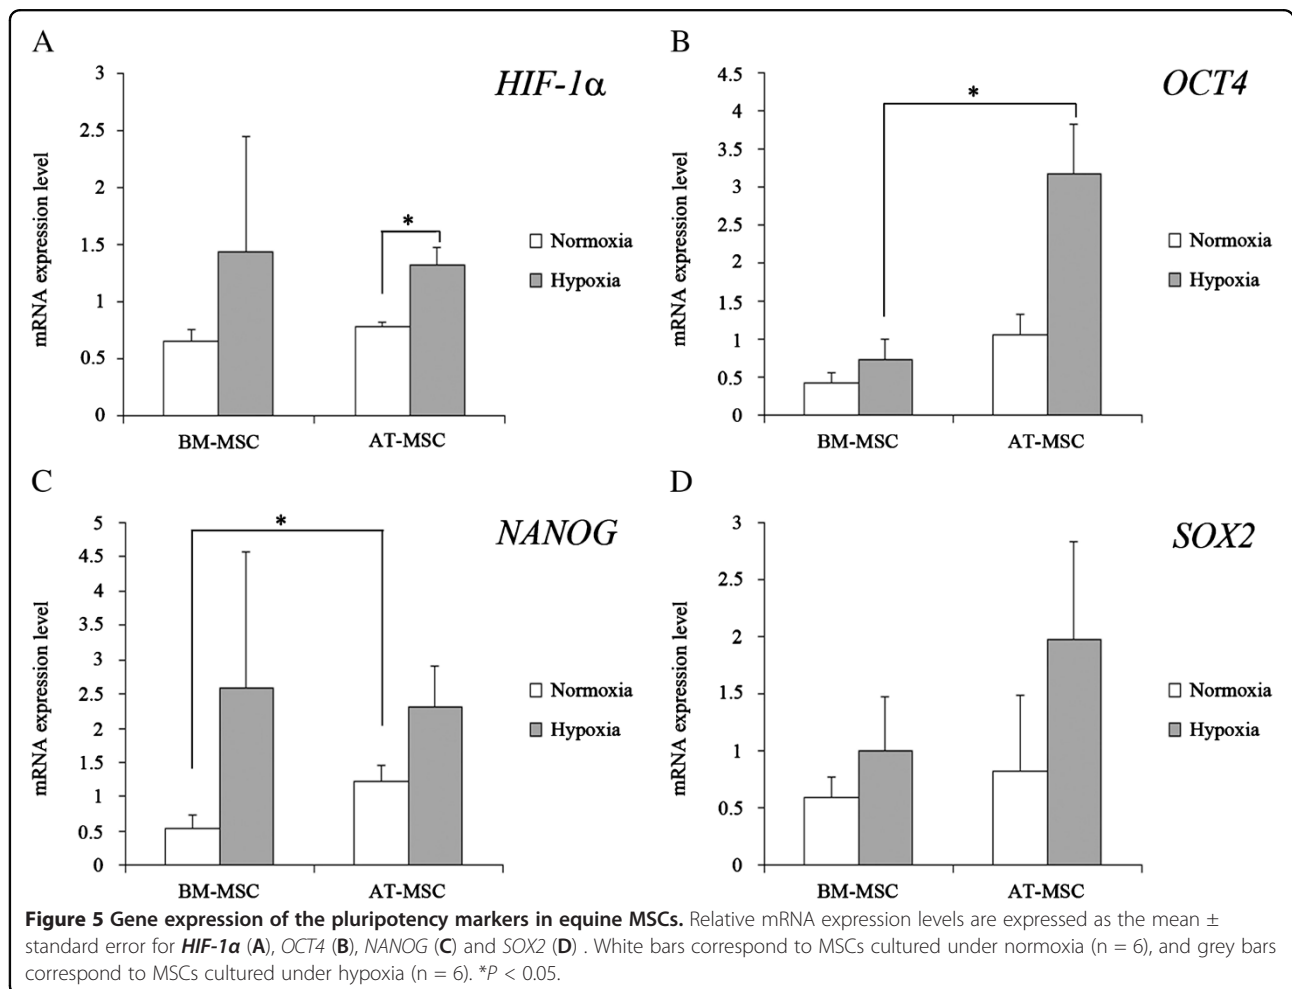 A
HIF-1α
mRNA expression level
3
2.5
2
1.5
1
0.5
0
*
Normoxia
Hypoxia
BM-MSC
AT-MSC
B
OCT4
mRNA expression level
4.5
4
3.5
3
2.5
2
1.5
1
0.5
0
*
Normoxia
Hypoxia
BM-MSC
AT-MSC
C
NANOG
mRNA expression level
5
4.5
4
3.5
3
2.5
2
1.5
1
0.5
0
*
Normoxia
Hypoxia
BM-MSC
AT-MSC
D
SOX2
mRNA expression level
3
2.5
2
1.5
1
0.5
0
Normoxia
Hypoxia
BM-MSC
AT-MSC
Figure 5 Gene expression of the pluripotency markers in equine MSCs. Relative mRNA expression levels are expressed as the mean ±
standard error for HIF-1α (A), OCT4 (B), NANOG (C) and SOX2 (D) . White bars correspond to MSCs cultured under normoxia (n = 6), and grey bars
correspond to MSCs cultured under hypoxia (n = 6). *P < 0.05.